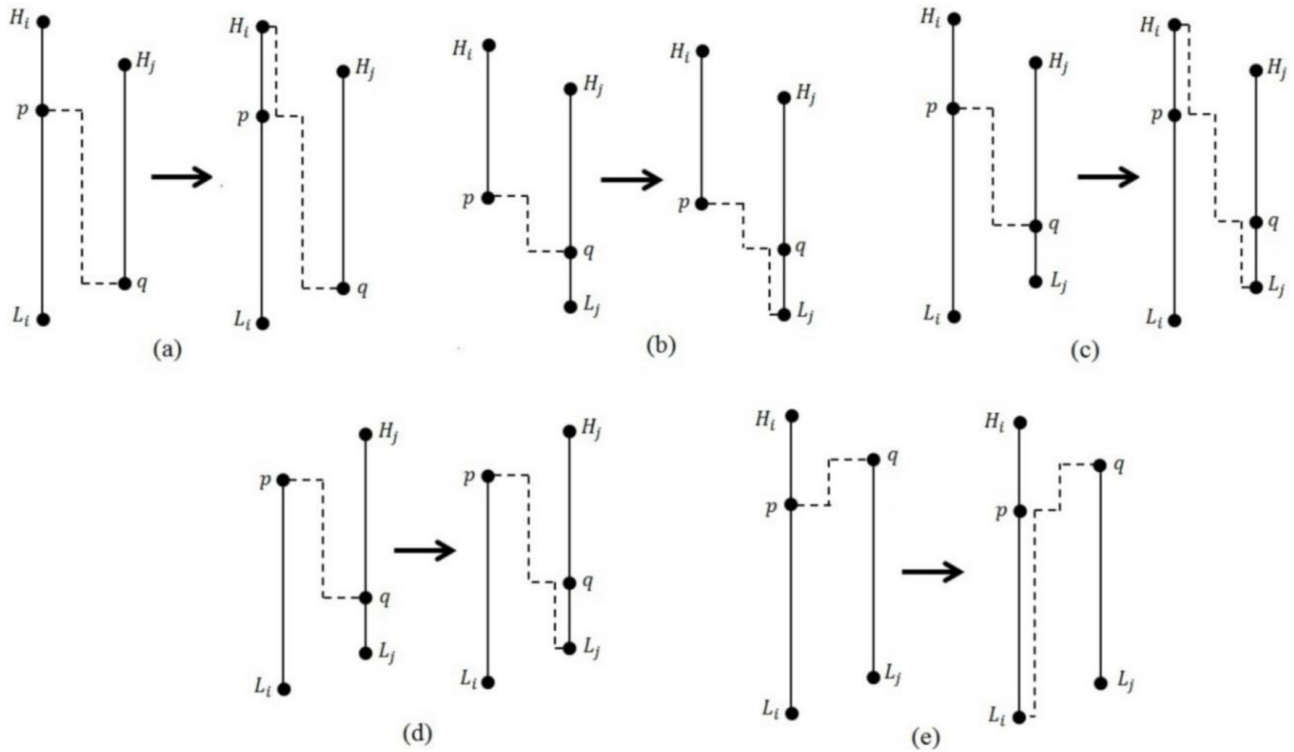 H_i H_i H_i H_i H_i
H_j H_j H_j H_j H_j H_j
p p p p p p
q q q q
L_j L_j L_j L_j
L_i L_i L_i L_i
(a) (b) (c)
H_j H_j H_i H_i
p p q q
p p
q q
L_j L_j L_j L_j
L_i L_i L_i L_i
(d) (e)